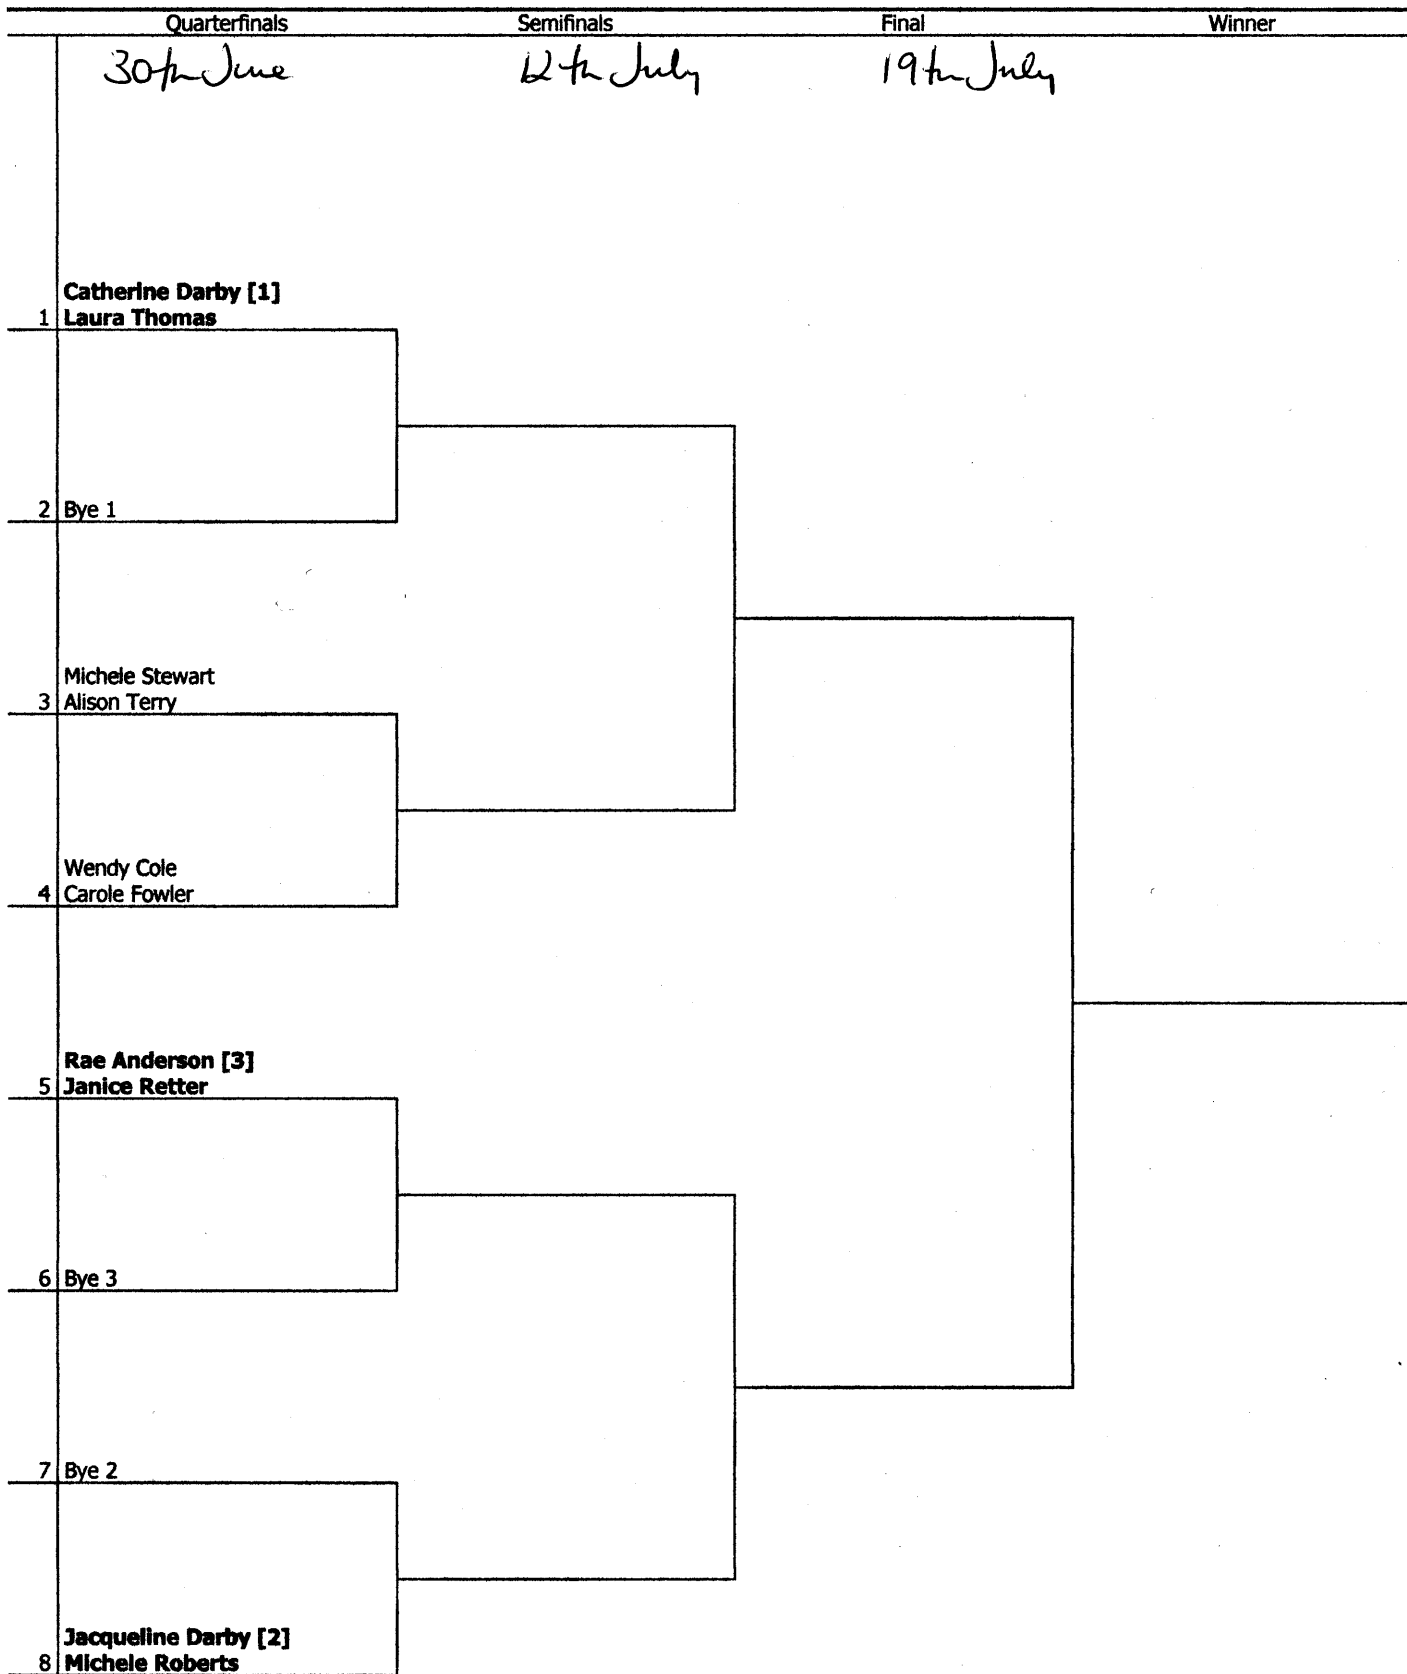 Quarterfinals Semifinals Final Winner
30th June 12th July 19th July
Catherine Darby [1]
1 Laura Thomas
2 Bye 1
Michele Stewart
3 Alison Terry
Wendy Cole
4 Carole Fowler
Rae Anderson [3]
5 Janice Retter
6 Bye 3
7 Bye 2
Jacqueline Darby [2]
8 Michele Roberts